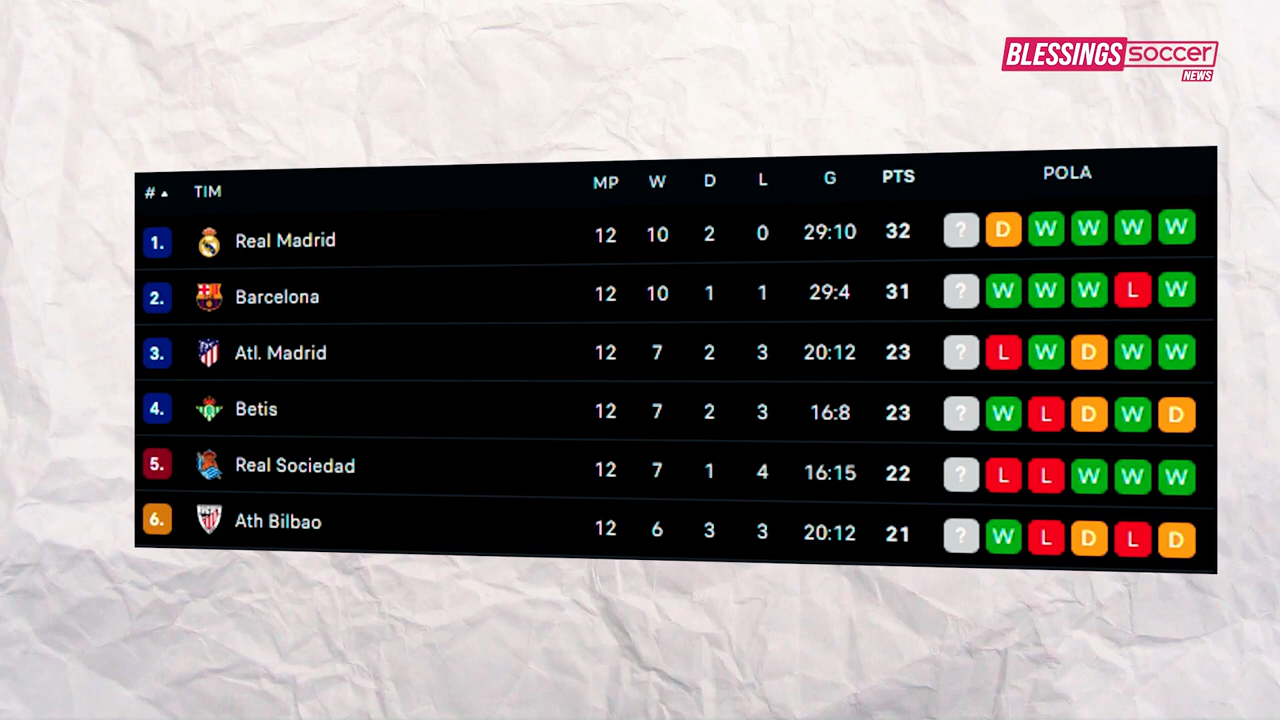 BLESSINGS soccer
NEWS
# TIM MP W D L G PTS POLA
1. Real Madrid 12 10 2 0 29:10 32 ? D W W W W
2. Barcelona 12 10 1 1 29:4 31 ? W W W L W
3. Atl. Madrid 12 7 2 3 20:12 23 ? L W D W W
4. Betis 12 7 2 3 16:8 23 ? W L D W D
5. Real Sociedad 12 7 1 4 16:15 22 ? L L W W W
6. Ath Bilbao 12 6 3 3 20:12 21 ? W L D L D